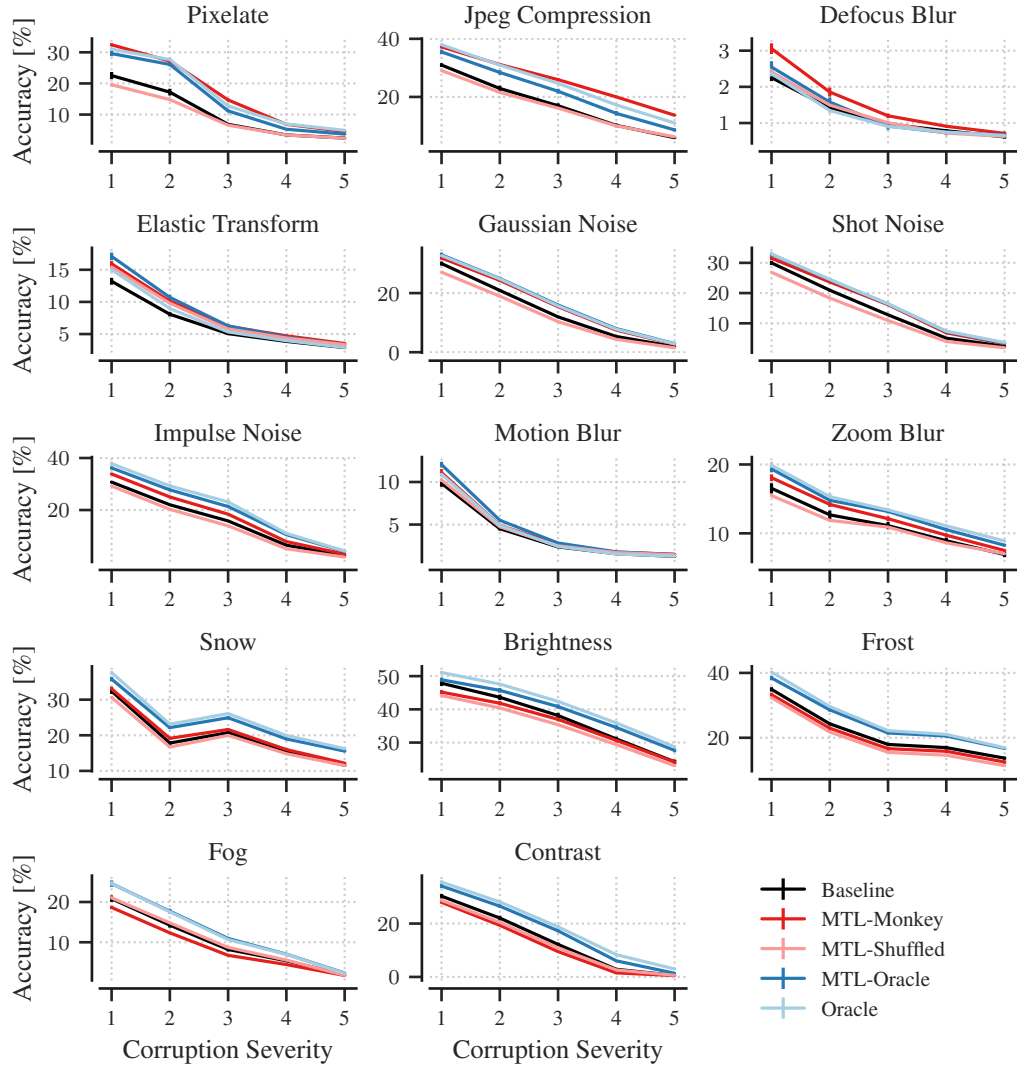 Pixelate Jpeg Compression Defocus Blur
Accuracy [%]
30
20
10
40
20
3
2
1
1 2 3 4 5 1 2 3 4 5 1 2 3 4 5
Elastic Transform Gaussian Noise Shot Noise
Accuracy [%]
15
10
5
20
0
30
20
10
1 2 3 4 5 1 2 3 4 5 1 2 3 4 5
Impulse Noise Motion Blur Zoom Blur
Accuracy [%]
40
20
10
5
20
10
1 2 3 4 5 1 2 3 4 5 1 2 3 4 5
Snow Brightness Frost
Accuracy [%]
30
20
10
50
40
30
40
20
1 2 3 4 5 1 2 3 4 5 1 2 3 4 5
Fog Contrast
Accuracy [%]
20
10
20
0
1 2 3 4 5 1 2 3 4 5
Corruption Severity Corruption Severity
Baseline
MTL-Monkey
MTL-Shuffled
MTL-Oracle
Oracle